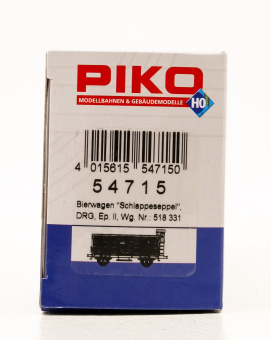 PIKO
MODELLBAHNEN & GEBÄUDEMODELLE
H0
4 015615 547150
54715
Bierwagen "Schlappeseppel",
DRG, Ep. II, Wg. Nr.: 518 331